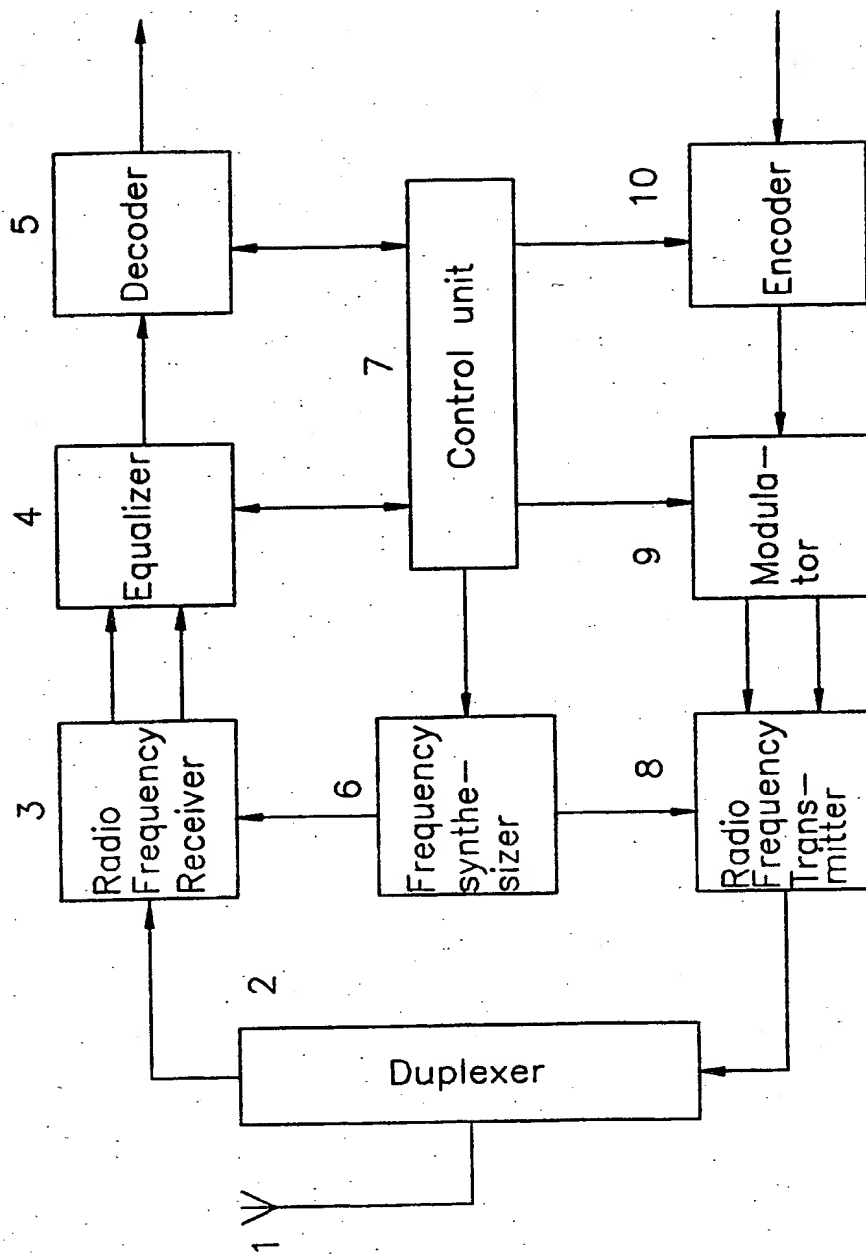 1
2
Duplexer
3
Radio
Frequency
Receiver
4
Equalizer
5
Decoder
6
Frequency
synthe-
sizer
7
Control unit
8
Radio
Frequency
Trans-
mitter
9
Modula-
tor
10
Encoder